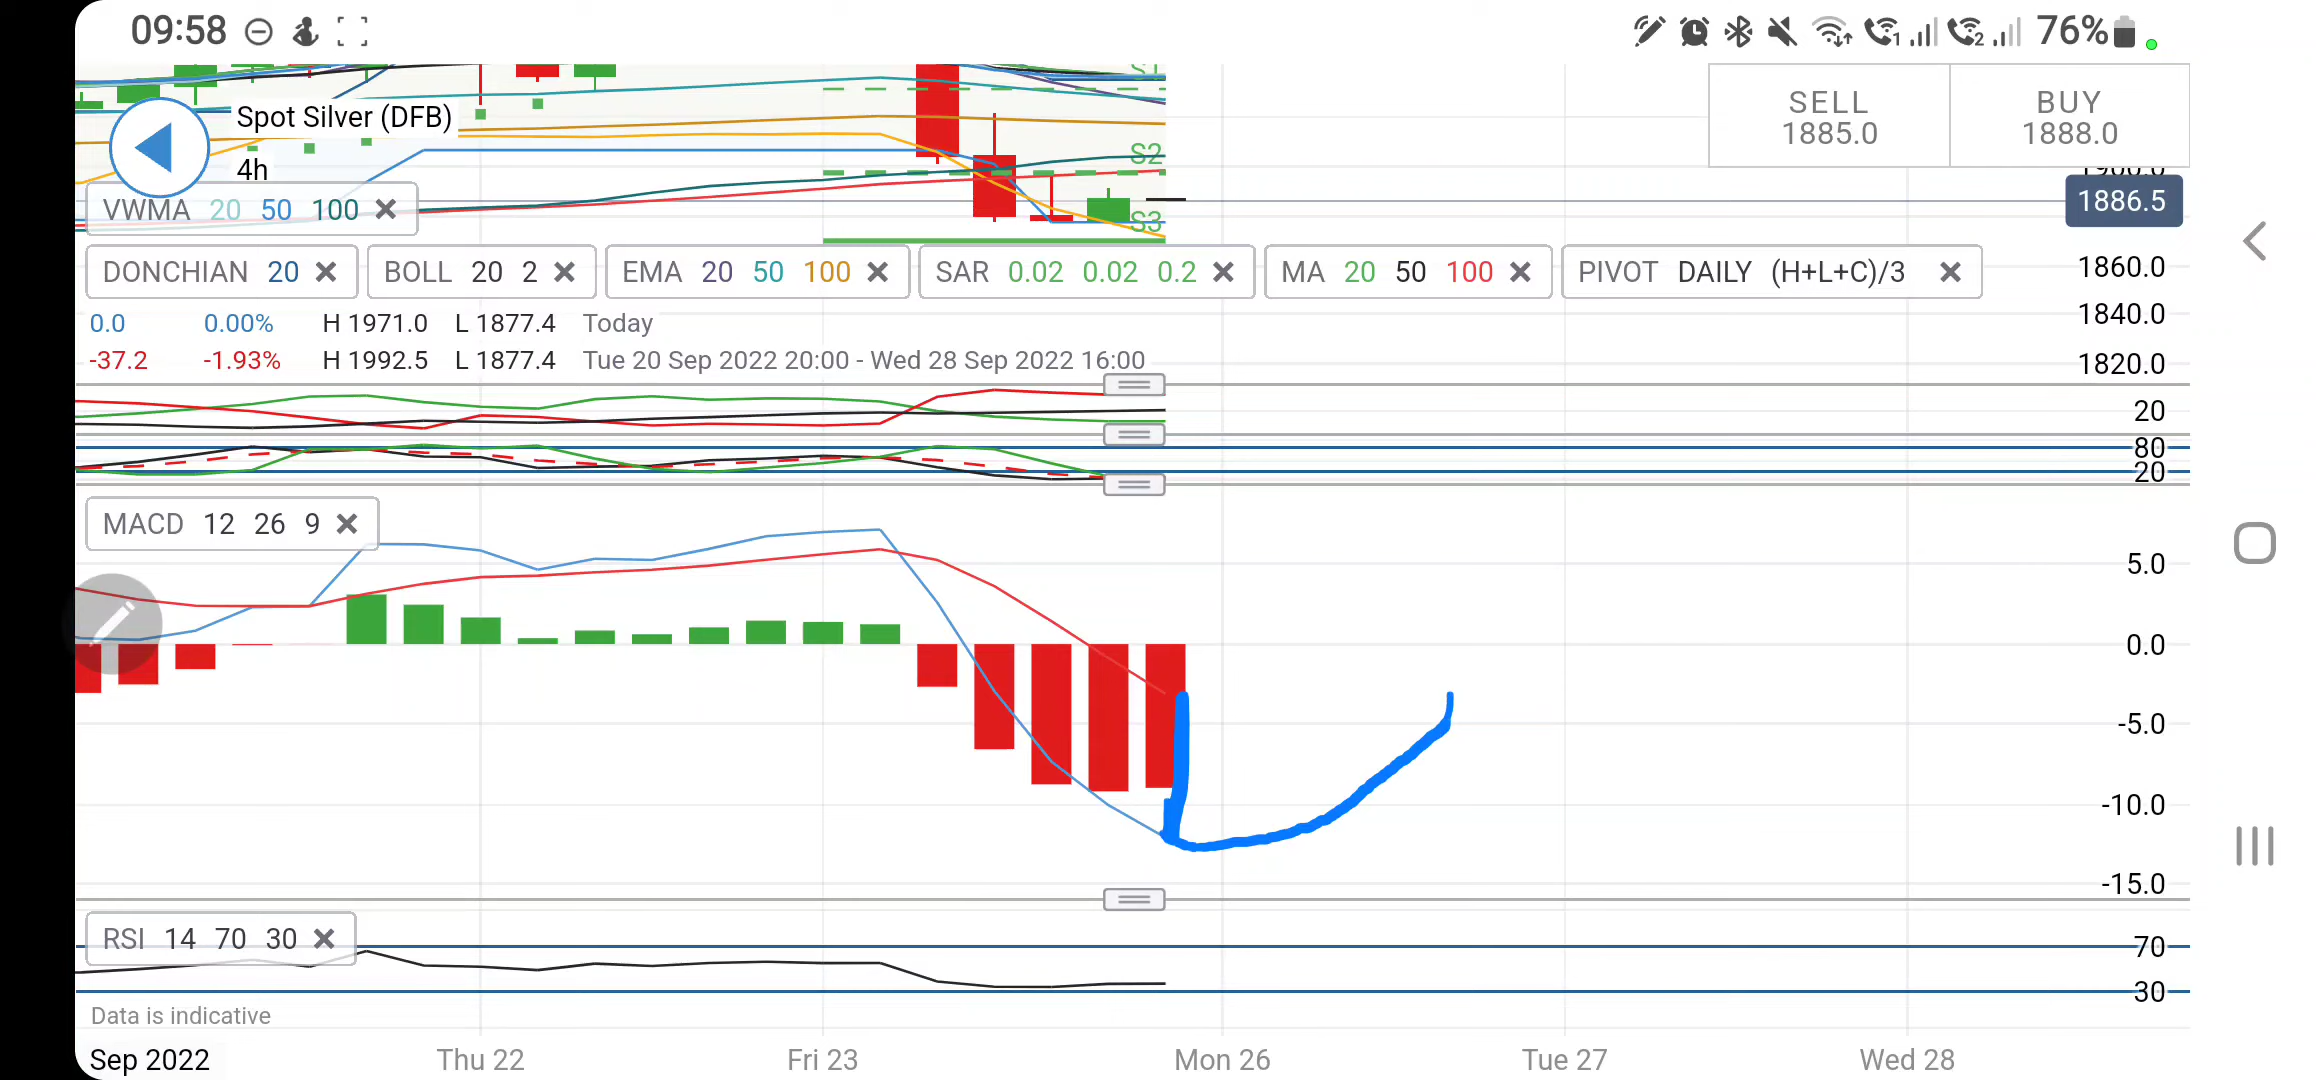 09:58
76%
S1
SELL
1885.0
BUY
1888.0
Spot Silver (DFB)
4h
S2
1900.0
1886.5
VWMA 20 50 100
S3
DONCHIAN 20
BOLL 20 2
EMA 20 50 100
SAR 0.02 0.02 0.2
MA 20 50 100
PIVOT DAILY (H+L+C)/3
1860.0
0.0 0.00% H 1971.0 L 1877.4 Today
1840.0
-37.2 -1.93% H 1992.5 L 1877.4 Tue 20 Sep 2022 20:00 - Wed 28 Sep 2022 16:00
1820.0
20
80
20
MACD 12 26 9
5.0
0.0
-5.0
-10.0
-15.0
RSI 14 70 30
70
30
Data is indicative
Sep 2022
Thu 22
Fri 23
Mon 26
Tue 27
Wed 28